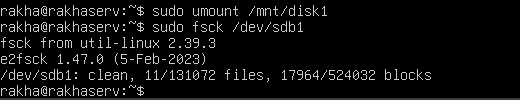 rakha@rakhaserv:~$ sudo umount /mnt/disk1
rakha@rakhaserv:~$ sudo fsck /dev/sdb1
fsck from util-linux 2.39.3
e2fsck 1.47.0 (5-Feb-2023)
/dev/sdb1: clean, 11/131072 files, 17964/524032 blocks
rakha@rakhaserv:~$